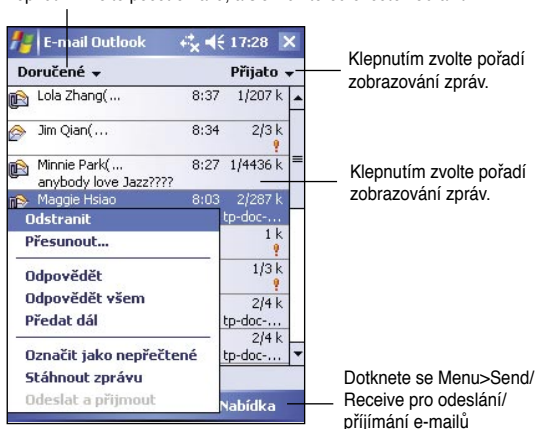 E-mail Outlook 17:28
Doručené Přijato
Klepnutím zvolte pořadí
zobrazování zpráv.
Lola Zhang(... 8:37 1/207 k
Jim Qian(... 8:34 2/3 k
Minnie Park(... 8:27 1/4436 k
anybody love Jazz????
Klepnutím zvolte pořadí
zobrazování zpráv.
Maggie Hsiao 8:03 2/287 k
tp-doc-...
Odstranit
Přesunout...
1 k
Odpovědět
1/3 k
Odpovědět všem
2/4 k
Předat dál
tp-doc-...
2/4 k
Označit jako nepřečtené
tp-doc-...
Stáhnout zprávu
Odeslat a přijmout
Nabídka
Dotknete se Menu>Send/
Receive pro odeslání/
příjímání e-mailů